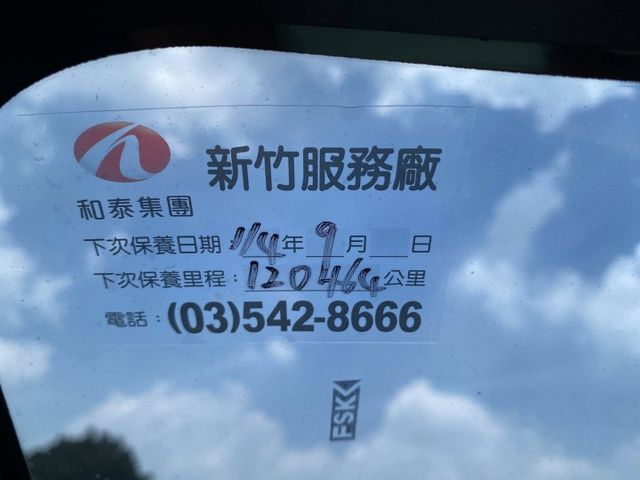 新竹服務廠
和泰集團
下次保養日期 114年 9月 日
下次保養里程：120464公里
電話：(03)542-8666
FSK